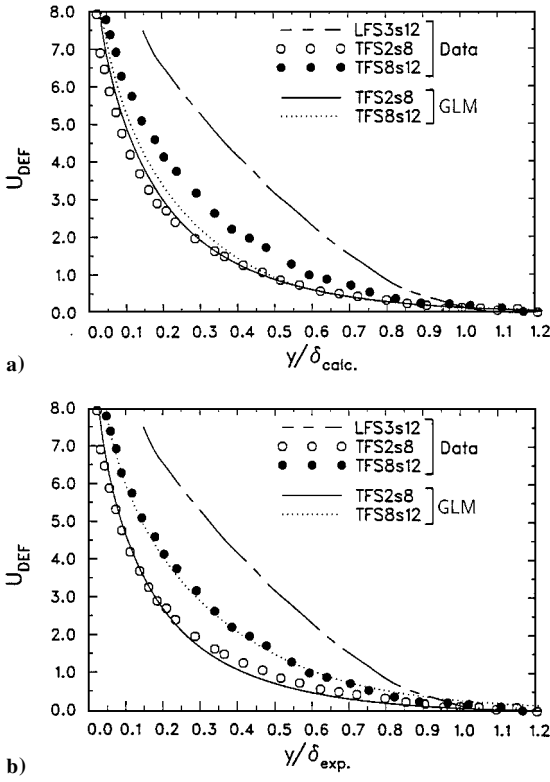 8.0
7.0
6.0
5.0
4.0
3.0
2.0
1.0
0.0
U_DEF
LFS3s12
TFS2s8
TFS8s12
Data
TFS2s8
TFS8s12
GLM
0.0 0.1 0.2 0.3 0.4 0.5 0.6 0.7 0.8 0.9 1.0 1.1 1.2
y/δcalc.
a)
8.0
7.0
6.0
5.0
4.0
3.0
2.0
1.0
0.0
U_DEF
LFS3s12
TFS2s8
TFS8s12
Data
TFS2s8
TFS8s12
GLM
0.0 0.1 0.2 0.3 0.4 0.5 0.6 0.7 0.8 0.9 1.0 1.1 1.2
y/δexp.
b)